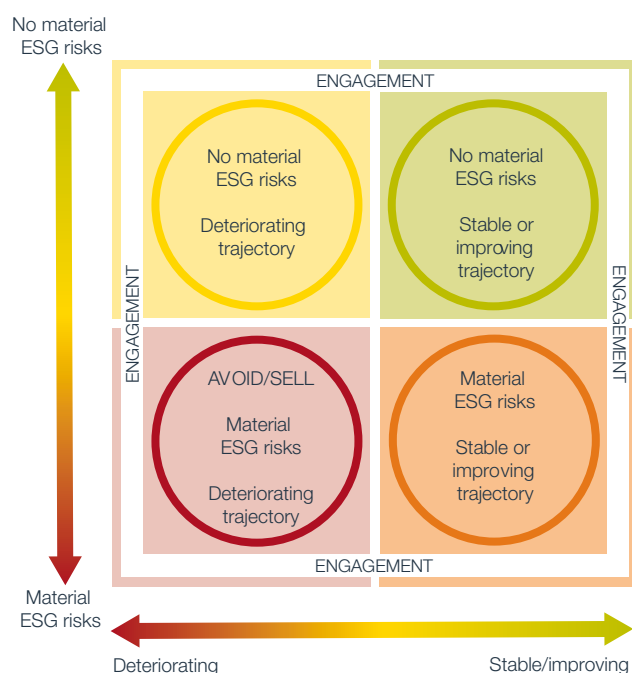 No material
ESG risks
ENGAGEMENT
No material
ESG risks
Deteriorating
trajectory
No material
ESG risks
Stable or
improving
trajectory
ENGAGEMENT
ENGAGEMENT
AVOID/SELL
Material
ESG risks
Deteriorating
trajectory
Material
ESG risks
Stable or
improving
trajectory
ENGAGEMENT
Material
ESG risks
Deteriorating
Stable/improving